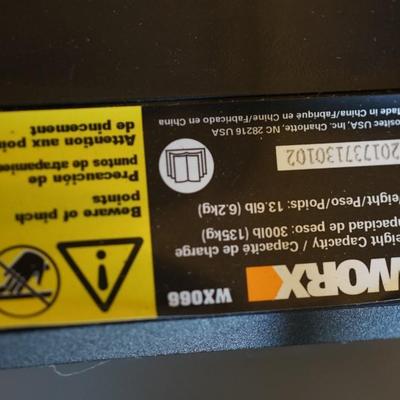 WORX WX066
eight Capacity / Capacité de charge
apacidad de peso: 300lb (135kg)
eight/Peso/Poids: 13.6lb (6.2kg)
201737130102
ositec USA, Inc. Charlotte, NC 28216 USA
Made in China/Fabriqué en Chine/Fabricado en China
Beware of pinch
points
Precaución de
puntos de atrapamie
Attention aux poi
de pincement